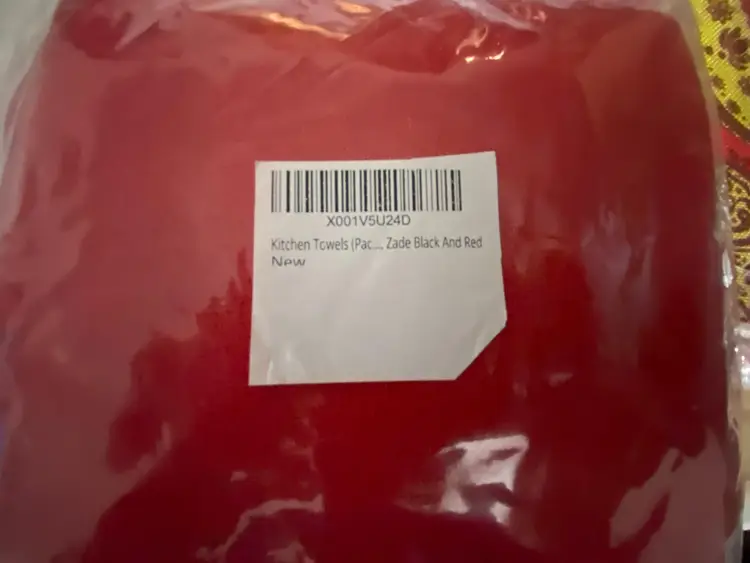 X001V5U24D
Kitchen Towels (Pac..., Zade Black And Red
New